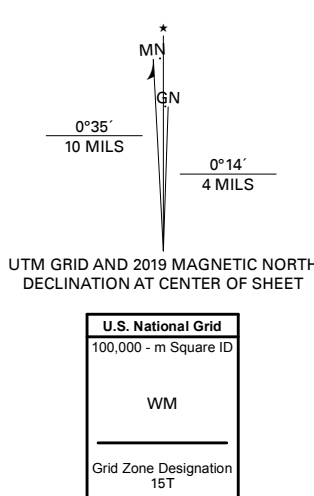 ★
MN
GN
0°35´
10 MILS
0°14´
4 MILS
UTM GRID AND 2019 MAGNETIC NORTH
DECLINATION AT CENTER OF SHEET
U.S. National Grid
100,000 - m Square ID
WM
Grid Zone Designation
15T